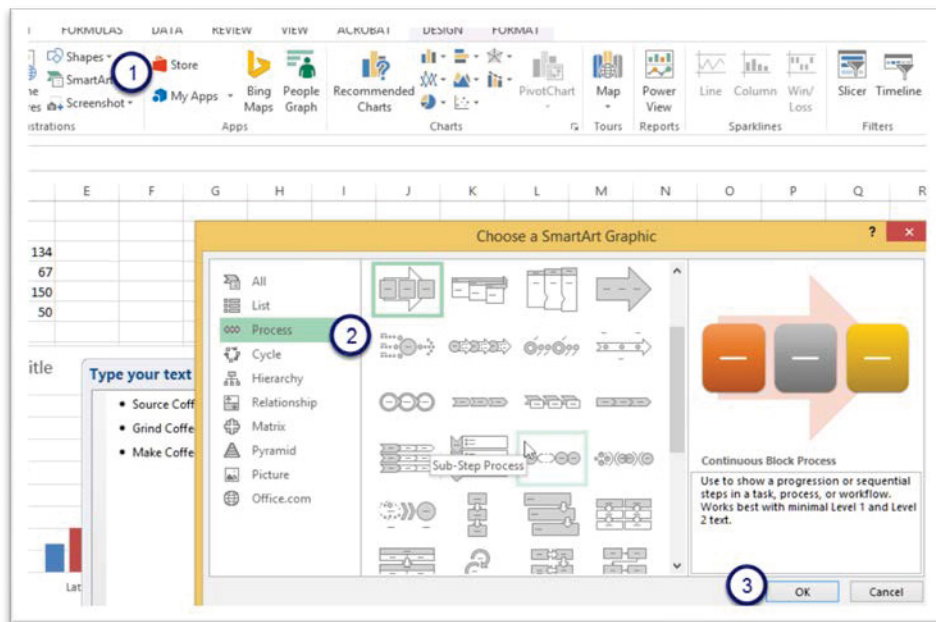 FORMULAS DATA REVIEW VIEW ACROBAT DESIGN FORMAT
Shapes
SmartArt
Screenshot
1
Store
My Apps
Bing Maps
People Graph
Recommended Charts
PivotChart
Map
Power View
Line
Column
Win/ Loss
Slicer
Timeline
Apps
Charts
Tours
Reports
Sparklines
Filters
E F G H I J K L M N O P Q R
134
67
150
50
Choose a SmartArt Graphic
?
All
List
Process
2
Cycle
Hierarchy
Relationship
Matrix
Pyramid
Picture
Office.com
Sub-Step Process
Continuous Block Process
Use to show a progression or sequential
steps in a task, process, or workflow.
Works best with minimal Level 1 and Level
2 text.
3
OK
Cancel
Type your text
Source Coff
Grind Coffe
Make Coffe